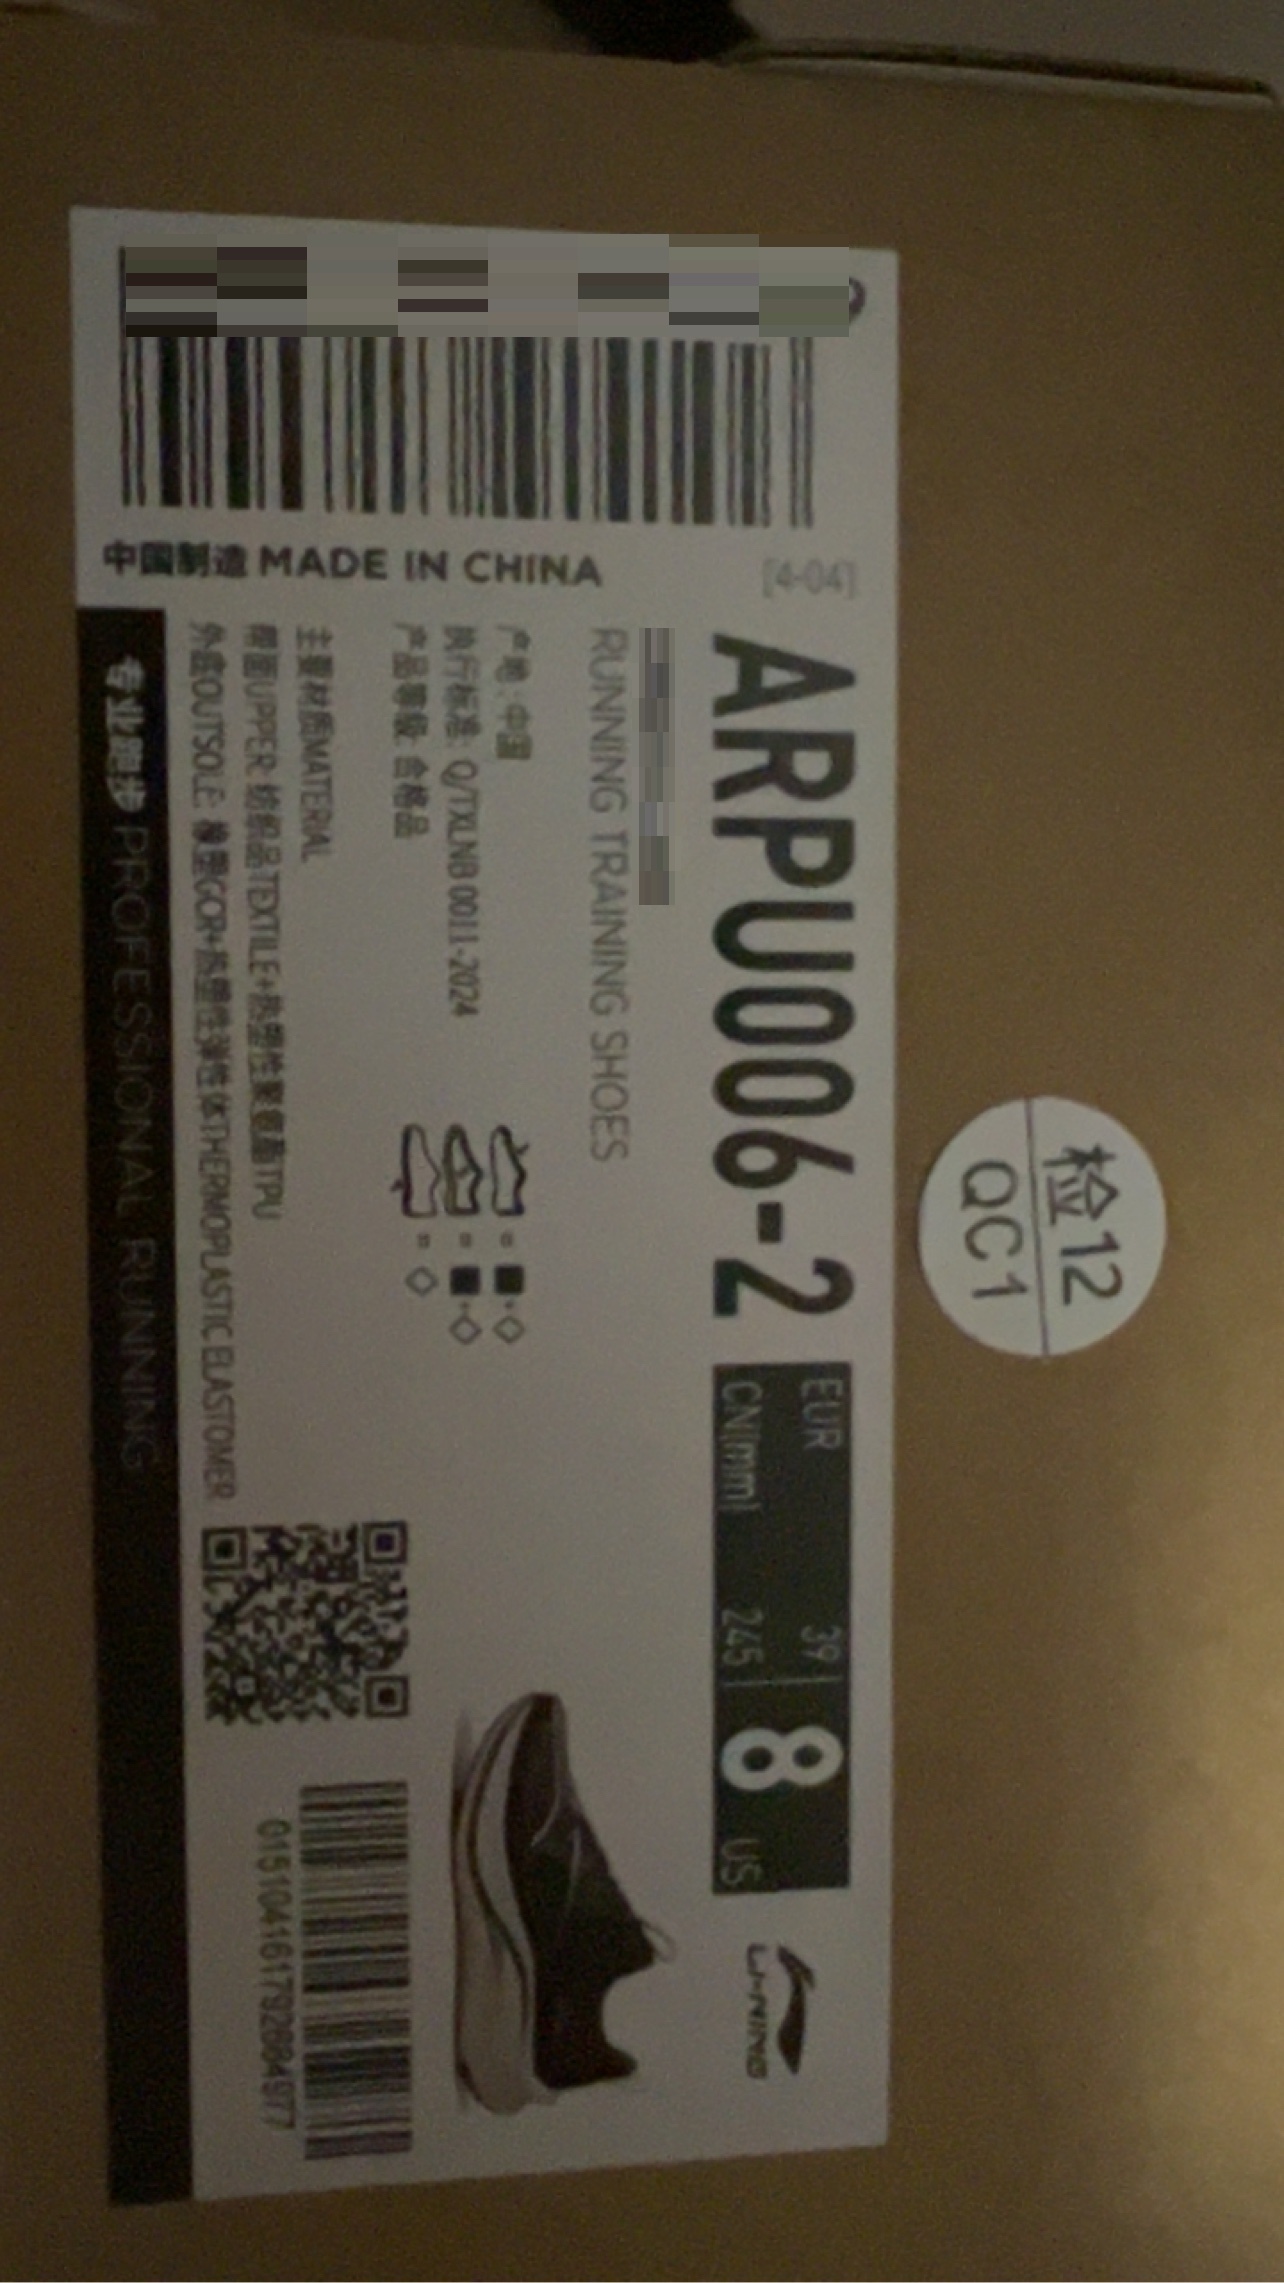 ARPU006-2
RUNNING TRAINING SHOES
产地: 中国
执行标准: Q/TXLNB 0011-2024
产品等级: 合格品
主要材质MATERIAL
帮面UPPER: 纺织品TEXTILE+热塑性聚氨酯TPU
外底OUTSOLE: 橡塑GCR+热塑性弹性体THERMOPLASTIC ELASTOMER
专业跑步 PROFESSIONAL RUNNING
EUR 39
CN(mm) 245
8 US
LI-NING
中国制造 MADE IN CHINA
[4-04]
检12
QC1